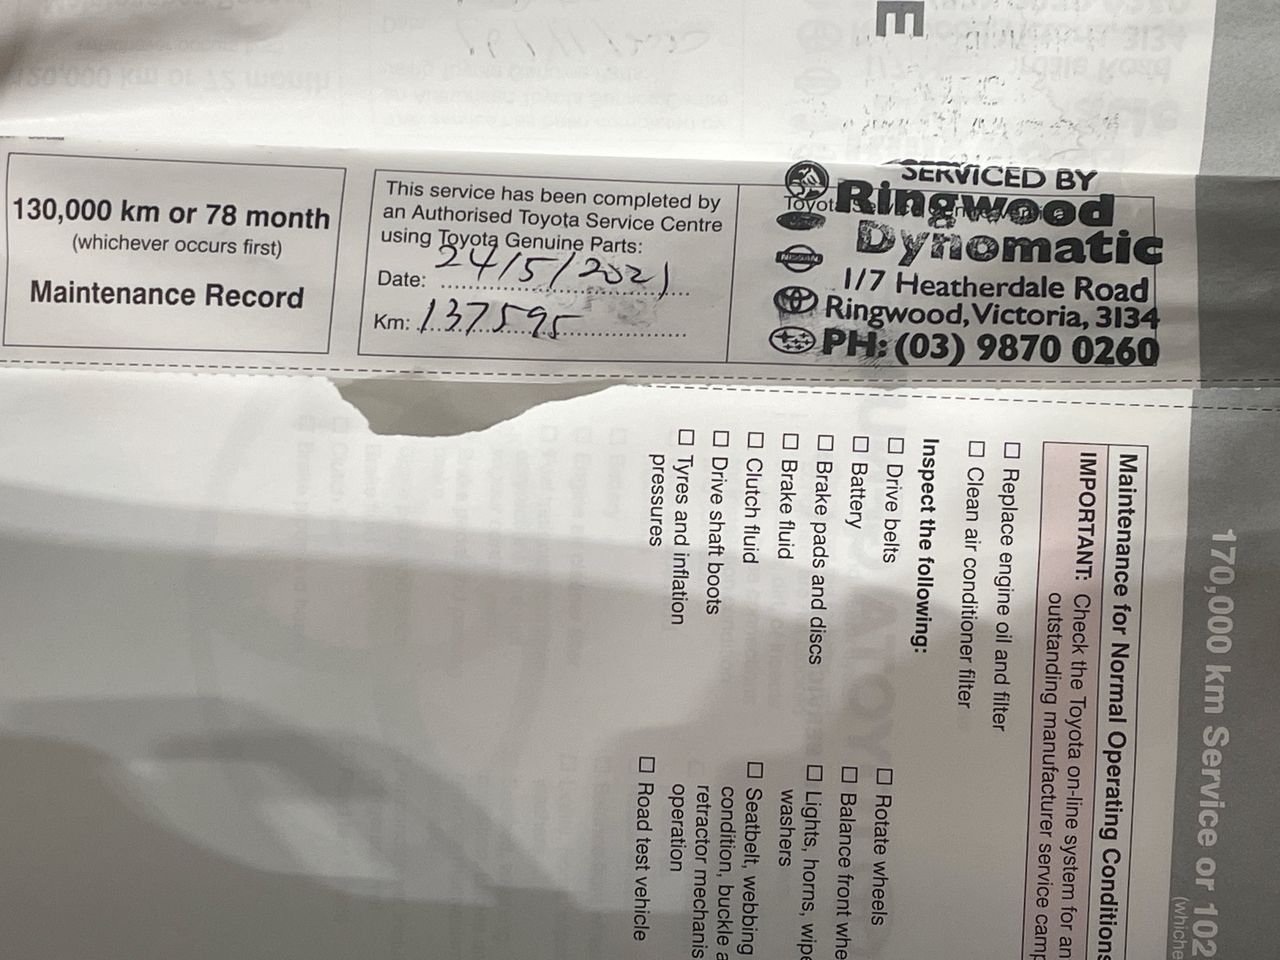 E
130,000 km or 78 month
(whichever occurs first)
Maintenance Record
This service has been completed by
an Authorised Toyota Service Centre
using Toyota Genuine Parts:
Date: 24/5/2021
Km: 137595
SERVICED BY
Ringwood
Dynomatic
NISSAN
1/7 Heatherdale Road
Ringwood, Victoria, 3134
PH: (03) 9870 0260
170,000 km Service or 102
Maintenance for Normal Operating Conditions
IMPORTANT: Check the Toyota on-line system for an
outstanding manufacturer service camp
☐ Replace engine oil and filter
☐ Clean air conditioner filter
Inspect the following:
☐ Drive belts
☐ Battery
☐ Brake pads and discs
☐ Brake fluid
☐ Clutch fluid
☐ Drive shaft boots
☐ Tyres and inflation
pressures
☐ Rotate wheels
☐ Balance front whe
☐ Lights, horns, wipe
washers
☐ Seatbelt, webbing
condition, buckle a
retractor mechanis
operation
☐ Road test vehicle